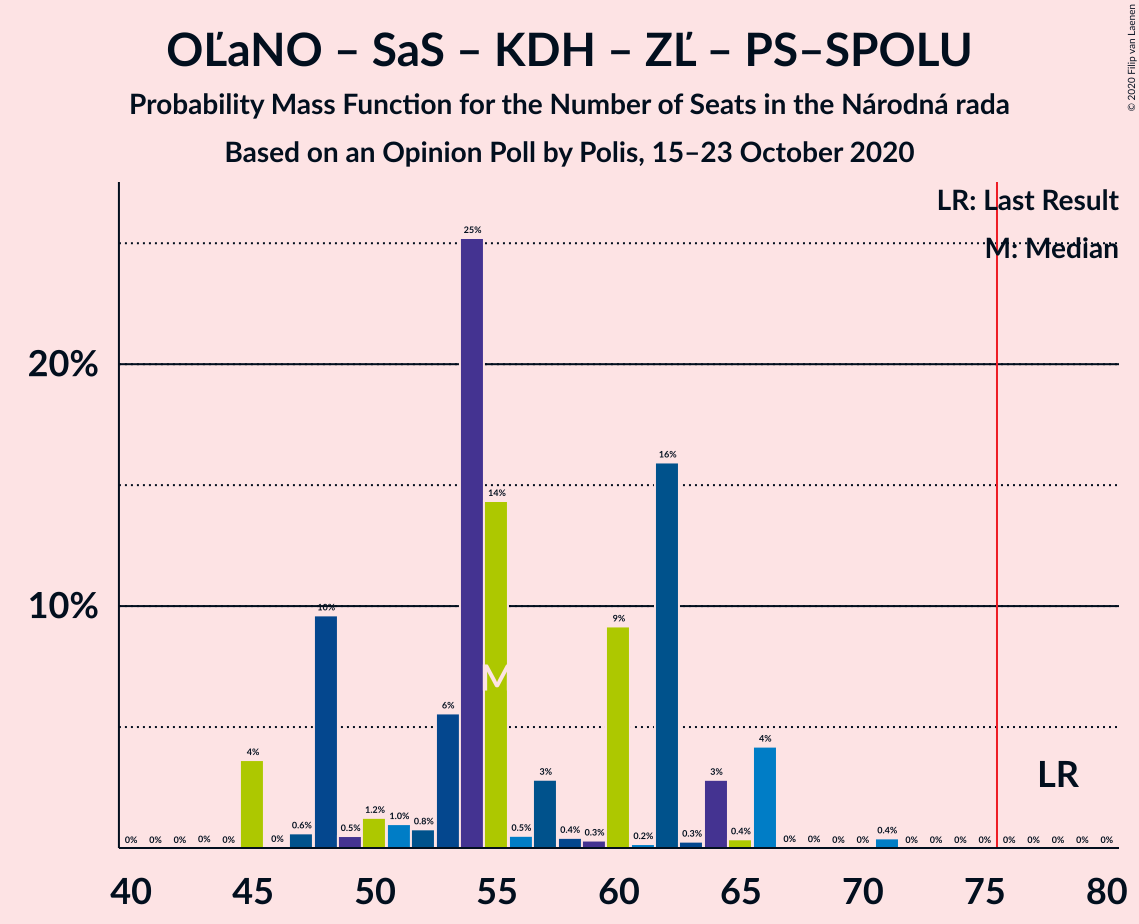 OĽaNO – SaS – KDH – ZĽ – PS–SPOLU
Probability Mass Function for the Number of Seats in the Národná rada
Based on an Opinion Poll by Polis, 15–23 October 2020
© 2020 Filip van Laenen
LR: Last Result
M: Median
20%
10%
0% 0% 0% 0% 0% 4% 0% 0.6% 10% 0.5% 1.2% 1.0% 0.8% 6% 25% 14% 0.5% 3% 0.4% 0.3% 9% 0.2% 16% 0.3% 3% 0.4% 4% 0% 0% 0% 0% 0.4% 0% 0% 0% 0% 0% 0% 0% 0% 0%
M
LR
40 45 50 55 60 65 70 75 80